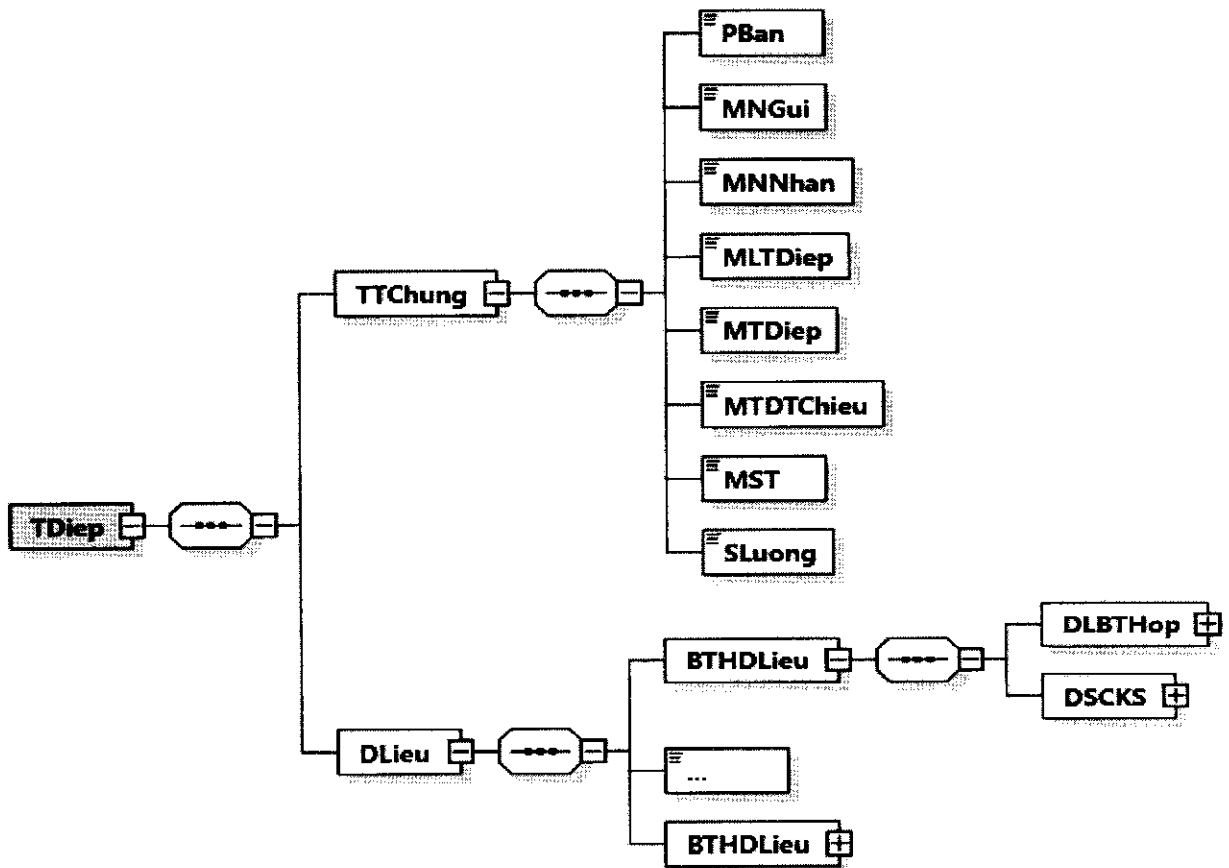 PBan
MNGui
MNNhan
MLTDiep
TTChung
MTDiep
MTDTChieu
MST
TDiep
SLuong
DLBTHop
BTHDLieu
DSCKS
DLieu
...
BTHDLieu